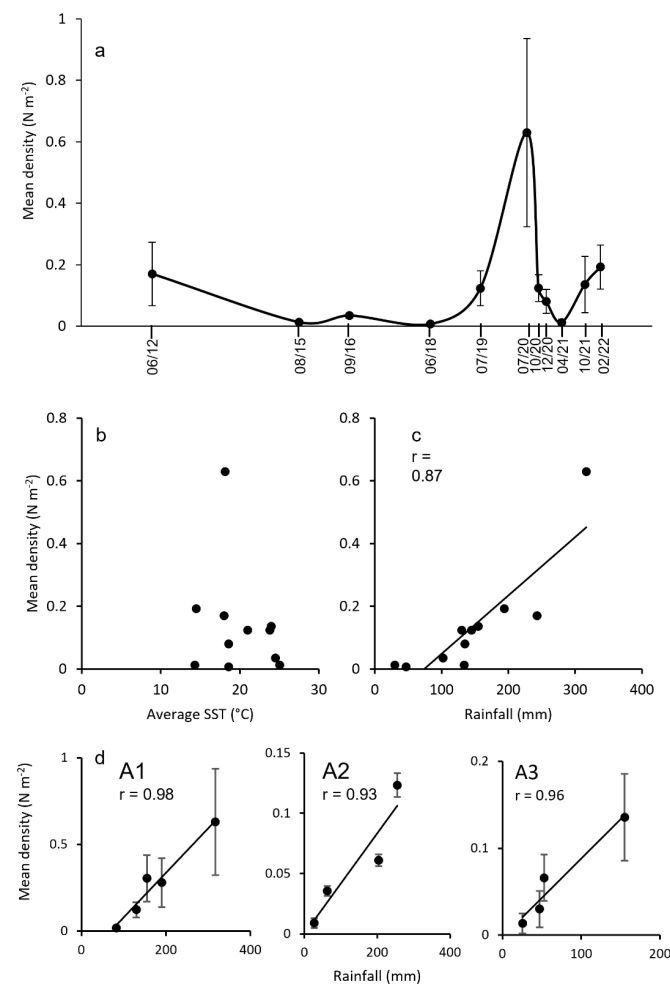 a
Mean density (N m⁻²)
1
0.8
0.6
0.4
0.2
0
06/12
08/15
09/16
06/18
07/19
07/20
10/20
12/20
04/21
10/21
02/22
b
Mean density (N m⁻²)
0.8
0.6
0.4
0.2
0
0 10 20 30
Average SST (°C)
c
r =
0.87
0.8
0.6
0.4
0.2
0
0 100 200 300 400
Rainfall (mm)
d
A1
r = 0.98
Mean density (N m⁻²)
1
0.5
0
0 200 400
A2
r = 0.93
0.15
0.1
0.05
0
0 200 400
Rainfall (mm)
A3
r = 0.96
0.2
0.1
0
0 100 200